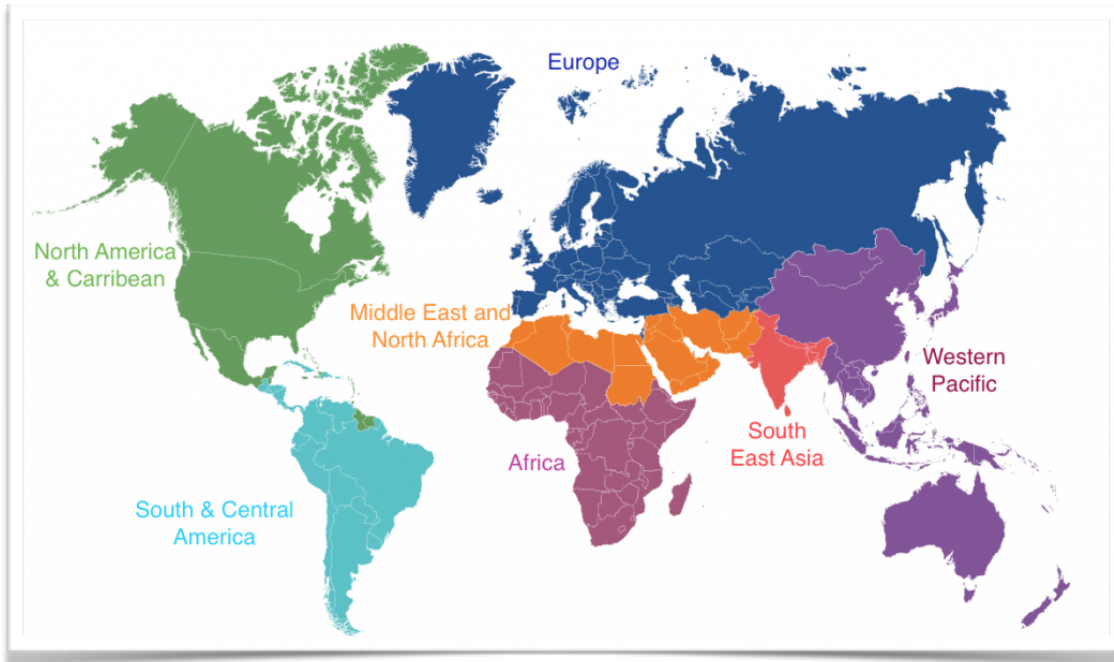 Europe
North America
& Carribean
Middle East and
North Africa
Western
Pacific
South
East Asia
Africa
South & Central
America